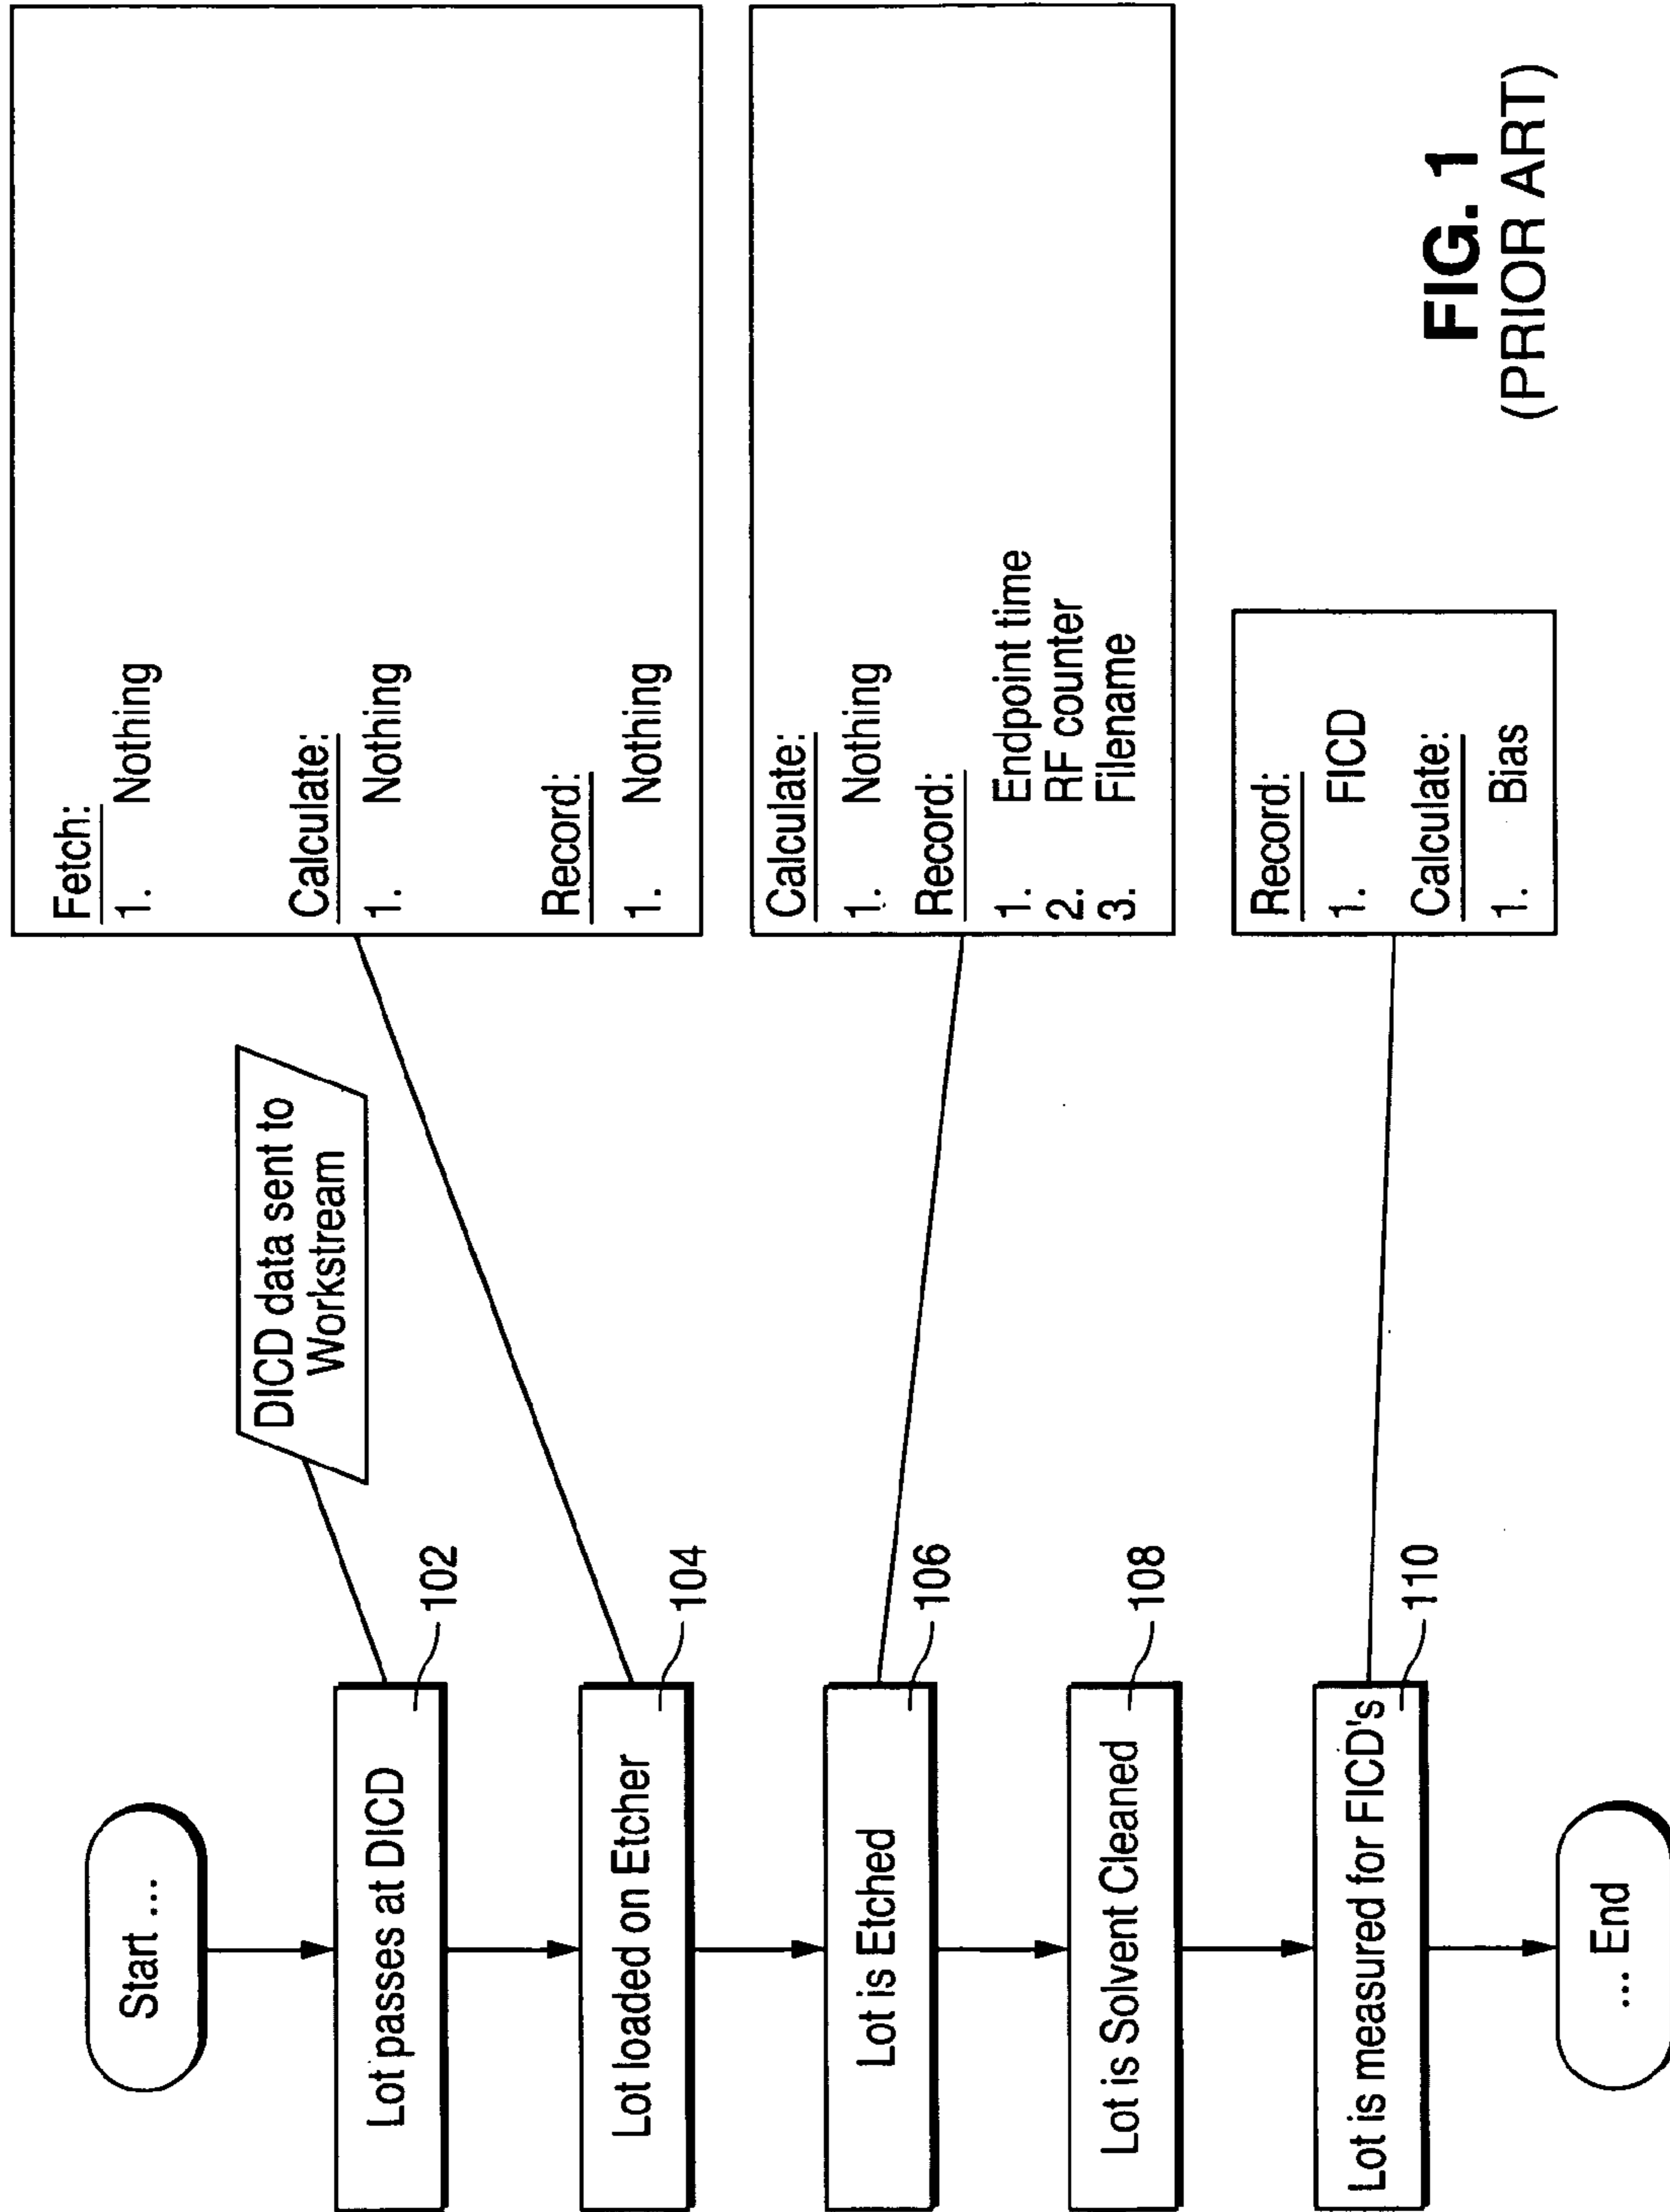 Start ...
Lot passes at DICD
102
DICD data sent to
Workstream
Lot loaded on Etcher
104
Fetch:
1. Nothing
Calculate:
1. Nothing
Record:
1. Nothing
Lot is Etched
106
Calculate:
1. Nothing
Record:
1. Endpoint time
2. RF counter
3. Filename
Lot is Solvent Cleaned
108
Lot is measured for FICD's
110
Record:
1. FICD
Calculate:
1. Bias
... End
FIG. 1
(PRIOR ART)